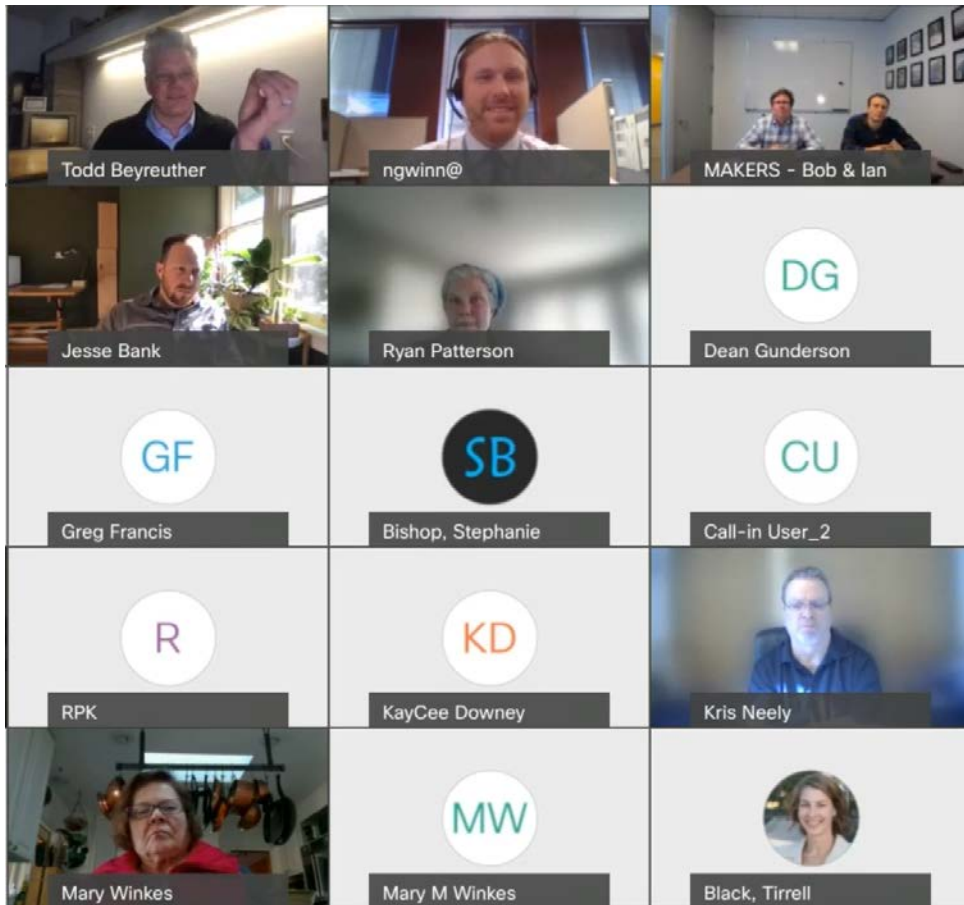 Todd Beyreuther
ngwinn@
MAKERS - Bob & Ian
Jesse Bank
Ryan Patterson
DG
Dean Gunderson
GF
Greg Francis
SB
Bishop, Stephanie
CU
Call-in User_2
R
RPK
KD
KayCee Downey
Kris Neely
Mary Winkes
MW
Mary M Winkes
Black, Tirrell